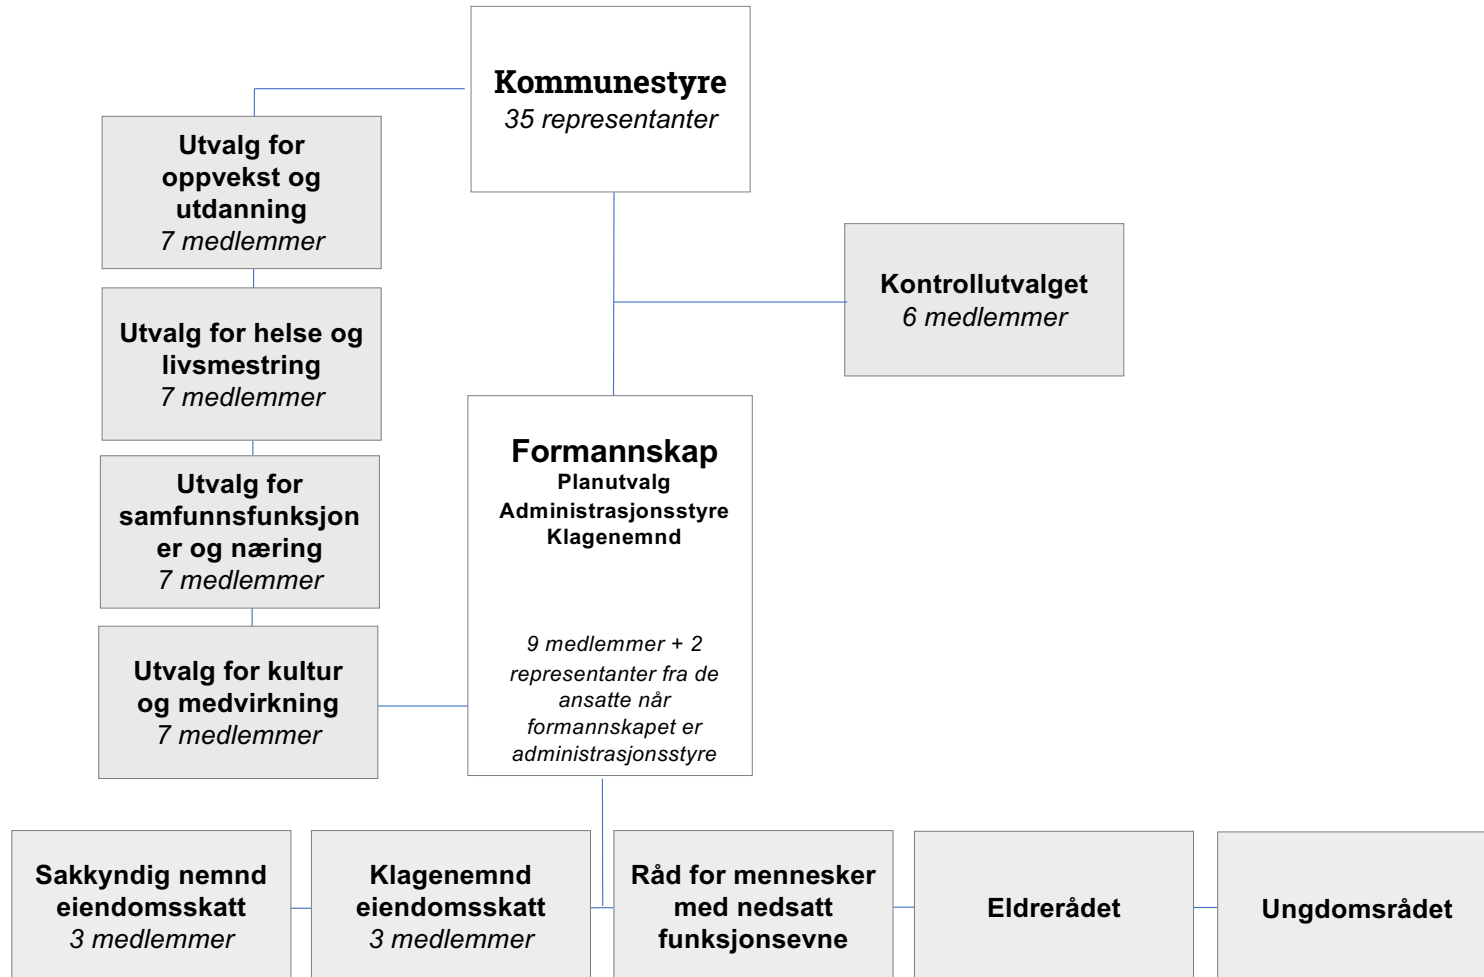 Kommunestyre
35 representanter
Utvalg for
oppvekst og
utdanning
7 medlemmer
Kontrollutvalget
6 medlemmer
Utvalg for helse og
livsmestring
7 medlemmer
Formannskap
Planutvalg
Administrasjonsstyre
Klagenemnd
9 medlemmer + 2
representanter fra de
ansatte når
formannskapet er
administrasjonsstyre
Utvalg for
samfunnsfunksjon
er og næring
7 medlemmer
Utvalg for kultur
og medvirkning
7 medlemmer
Sakkyndig nemnd
eiendomsskatt
3 medlemmer
Klagenemnd
eiendomsskatt
3 medlemmer
Råd for mennesker
med nedsatt
funksjonsevne
Eldrerådet
Ungdomsrådet